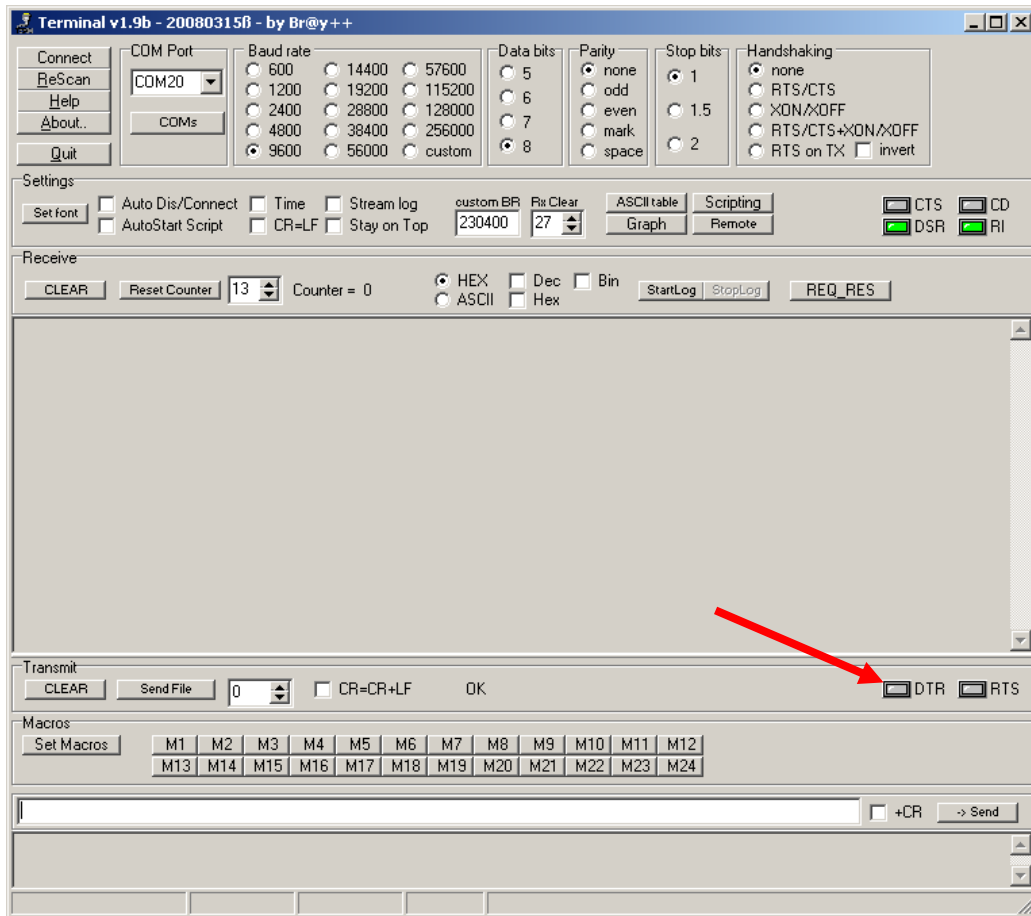 Terminal v1.9b - 20080315ß - by Br@y++
Connect
ReScan
Help
About..
Quit
COM Port
COM20
COMs
Baud rate
600 14400 57600
1200 19200 115200
2400 28800 128000
4800 38400 256000
9600 56000 custom
Data bits
5
6
7
8
Parity
none
odd
even
mark
space
Stop bits
1
1.5
2
Handshaking
none
RTS/CTS
XON/XOFF
RTS/CTS+XON/XOFF
RTS on TX invert
Settings
Set font
Auto Dis/Connect Time Stream log
AutoStart Script CR=LF Stay on Top
custom BR Rx Clear
230400 27
ASCII table Scripting
Graph Remote
CTS CD
DSR RI
Receive
CLEAR Reset Counter 13 Counter = 0
HEX Dec Bin
ASCII Hex
StartLog StopLog REQ_RES
Transmit
CLEAR Send File 0 CR=CR+LF OK DTR RTS
Macros
Set Macros M1 M2 M3 M4 M5 M6 M7 M8 M9 M10 M11 M12
M13 M14 M15 M16 M17 M18 M19 M20 M21 M22 M23 M24
+CR -> Send